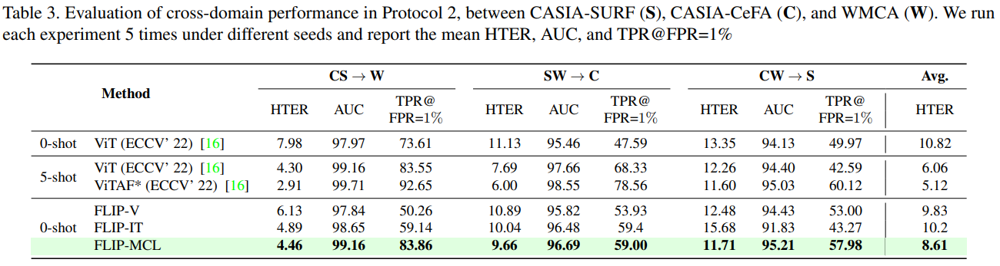 Table 3. Evaluation of cross-domain performance in Protocol 2, between CASIA-SURF (S), CASIA-CeFA (C), and WMCA (W). We run
each experiment 5 times under different seeds and report the mean HTER, AUC, and TPR@FPR=1%
Method CS → W SW → C CW → S Avg.
HTER AUC TPR@ FPR=1% HTER AUC TPR@ FPR=1% HTER AUC TPR@ FPR=1% HTER
0-shot ViT (ECCV’ 22) [16] 7.98 97.97 73.61 11.13 95.46 47.59 13.35 94.13 49.97 10.82
5-shot ViT (ECCV’ 22) [16] 4.30 99.16 83.55 7.69 97.66 68.33 12.26 94.40 42.59 6.06
ViTAF* (ECCV’ 22) [16] 2.91 99.71 92.65 6.00 98.55 78.56 11.60 95.03 60.12 5.12
0-shot FLIP-V 6.13 97.84 50.26 10.89 95.82 53.93 12.48 94.43 53.00 9.83
FLIP-IT 4.89 98.65 59.14 10.04 96.48 59.4 15.68 91.83 43.27 10.2
FLIP-MCL 4.46 99.16 83.86 9.66 96.69 59.00 11.71 95.21 57.98 8.61